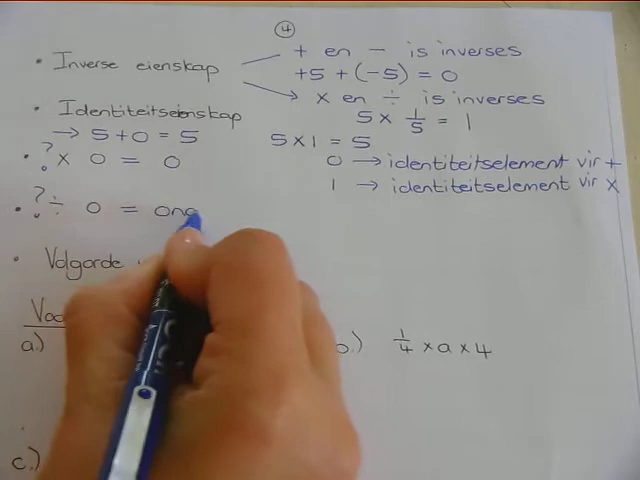 4
• Inverse eienskap
+ en − is inverses
+5 + (−5) = 0
x en ÷ is inverses
5 x 1/5 = 1
• Identiteitseienskap
→ 5 + 0 = 5
5 x 1 = 5
0 → identiteitselement vir +
1 → identiteitselement vir x
• ? x 0 = 0
• ? ÷ 0 =
• Volgorde
a.)
b.) 1/4 x a x 4
c.)